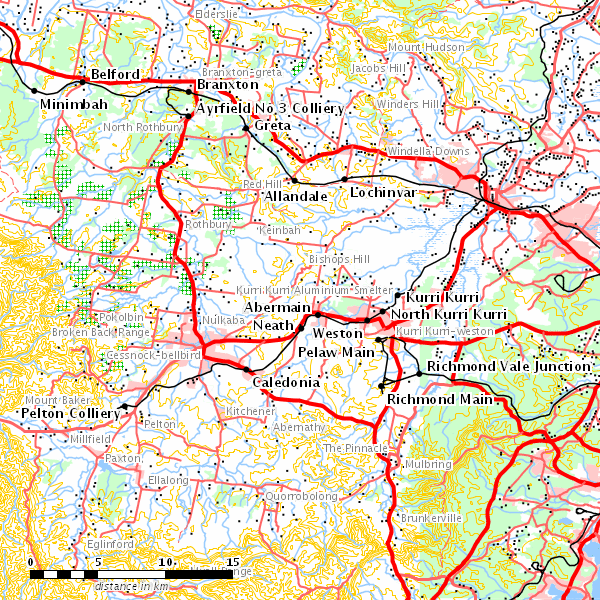 Elderslie
Mount Hudson
Jacobs Hill
Belford
Branxton-greta
Branxton
Minimbah
Ayrfield No 3 Colliery
Winders Hill
North Rothbury
Greta
Windella Downs
Red Hill
Allandale
Lochinvar
Rothbury
Keinbah
Bishops Hill
Kurri Kurri Aluminium Smelter
Kurri Kurri
Abermain
North Kurri Kurri
Pokolbin
Nulkaba
Neath
Weston
Kurri Kurri-weston
Broken Back Range
Pelaw Main
Cessnock-bellbird
Richmond Vale Junction
Caledonia
Mount Baker
Richmond Main
Pelton Colliery
Kitchener
Pelton
Abernathy
Millfield
The Pinnacle
Paxton
Mulbring
Ellalong
Quorrobolong
Brunkerville
Eglinford
0 5 10 15
distance in km